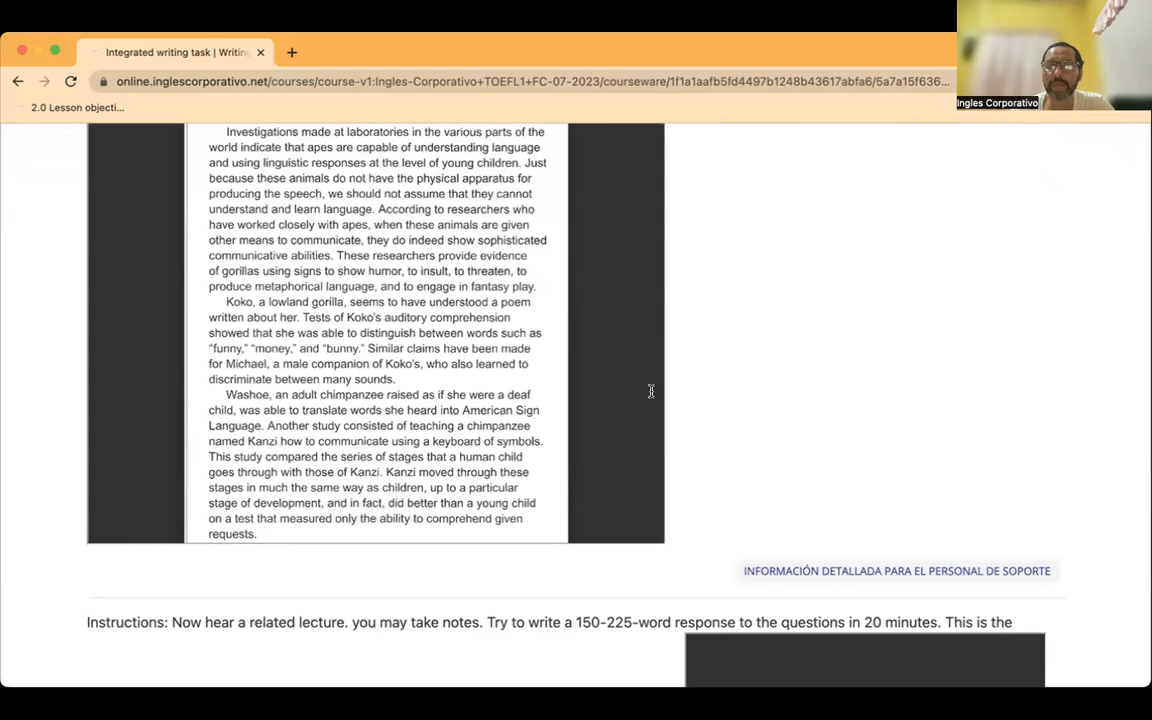 Integrated writing task | Writin
online.inglescorporativo.net/courses/course-v1:Ingles-Corporativo+TOEFL1+FC-07-2023/courseware/1f1a1aafb5fd4497b1248b43617abfa6/5a7a15f636...
2.0 Lesson objecti...
Ingles Corporativo
Investigations made at laboratories in the various parts of the
world indicate that apes are capable of understanding language
and using linguistic responses at the level of young children. Just
because these animals do not have the physical apparatus for
producing the speech, we should not assume that they cannot
understand and learn language. According to researchers who
have worked closely with apes, when these animals are given
other means to communicate, they do indeed show sophisticated
communicative abilities. These researchers provide evidence
of gorillas using signs to show humor, to insult, to threaten, to
produce metaphorical language, and to engage in fantasy play.
Koko, a lowland gorilla, seems to have understood a poem
written about her. Tests of Koko's auditory comprehension
showed that she was able to distinguish between words such as
“funny,” “money,” and “bunny.” Similar claims have been made
for Michael, a male companion of Koko's, who also learned to
discriminate between many sounds.
Washoe, an adult chimpanzee raised as if she were a deaf
child, was able to translate words she heard into American Sign
Language. Another study consisted of teaching a chimpanzee
named Kanzi how to communicate using a keyboard of symbols.
This study compared the series of stages that a human child
goes through with those of Kanzi. Kanzi moved through these
stages in much the same way as children, up to a particular
stage of development, and in fact, did better than a young child
on a test that measured only the ability to comprehend given
requests.
INFORMACIÓN DETALLADA PARA EL PERSONAL DE SOPORTE
Instructions: Now hear a related lecture. you may take notes. Try to write a 150-225-word response to the questions in 20 minutes. This is the